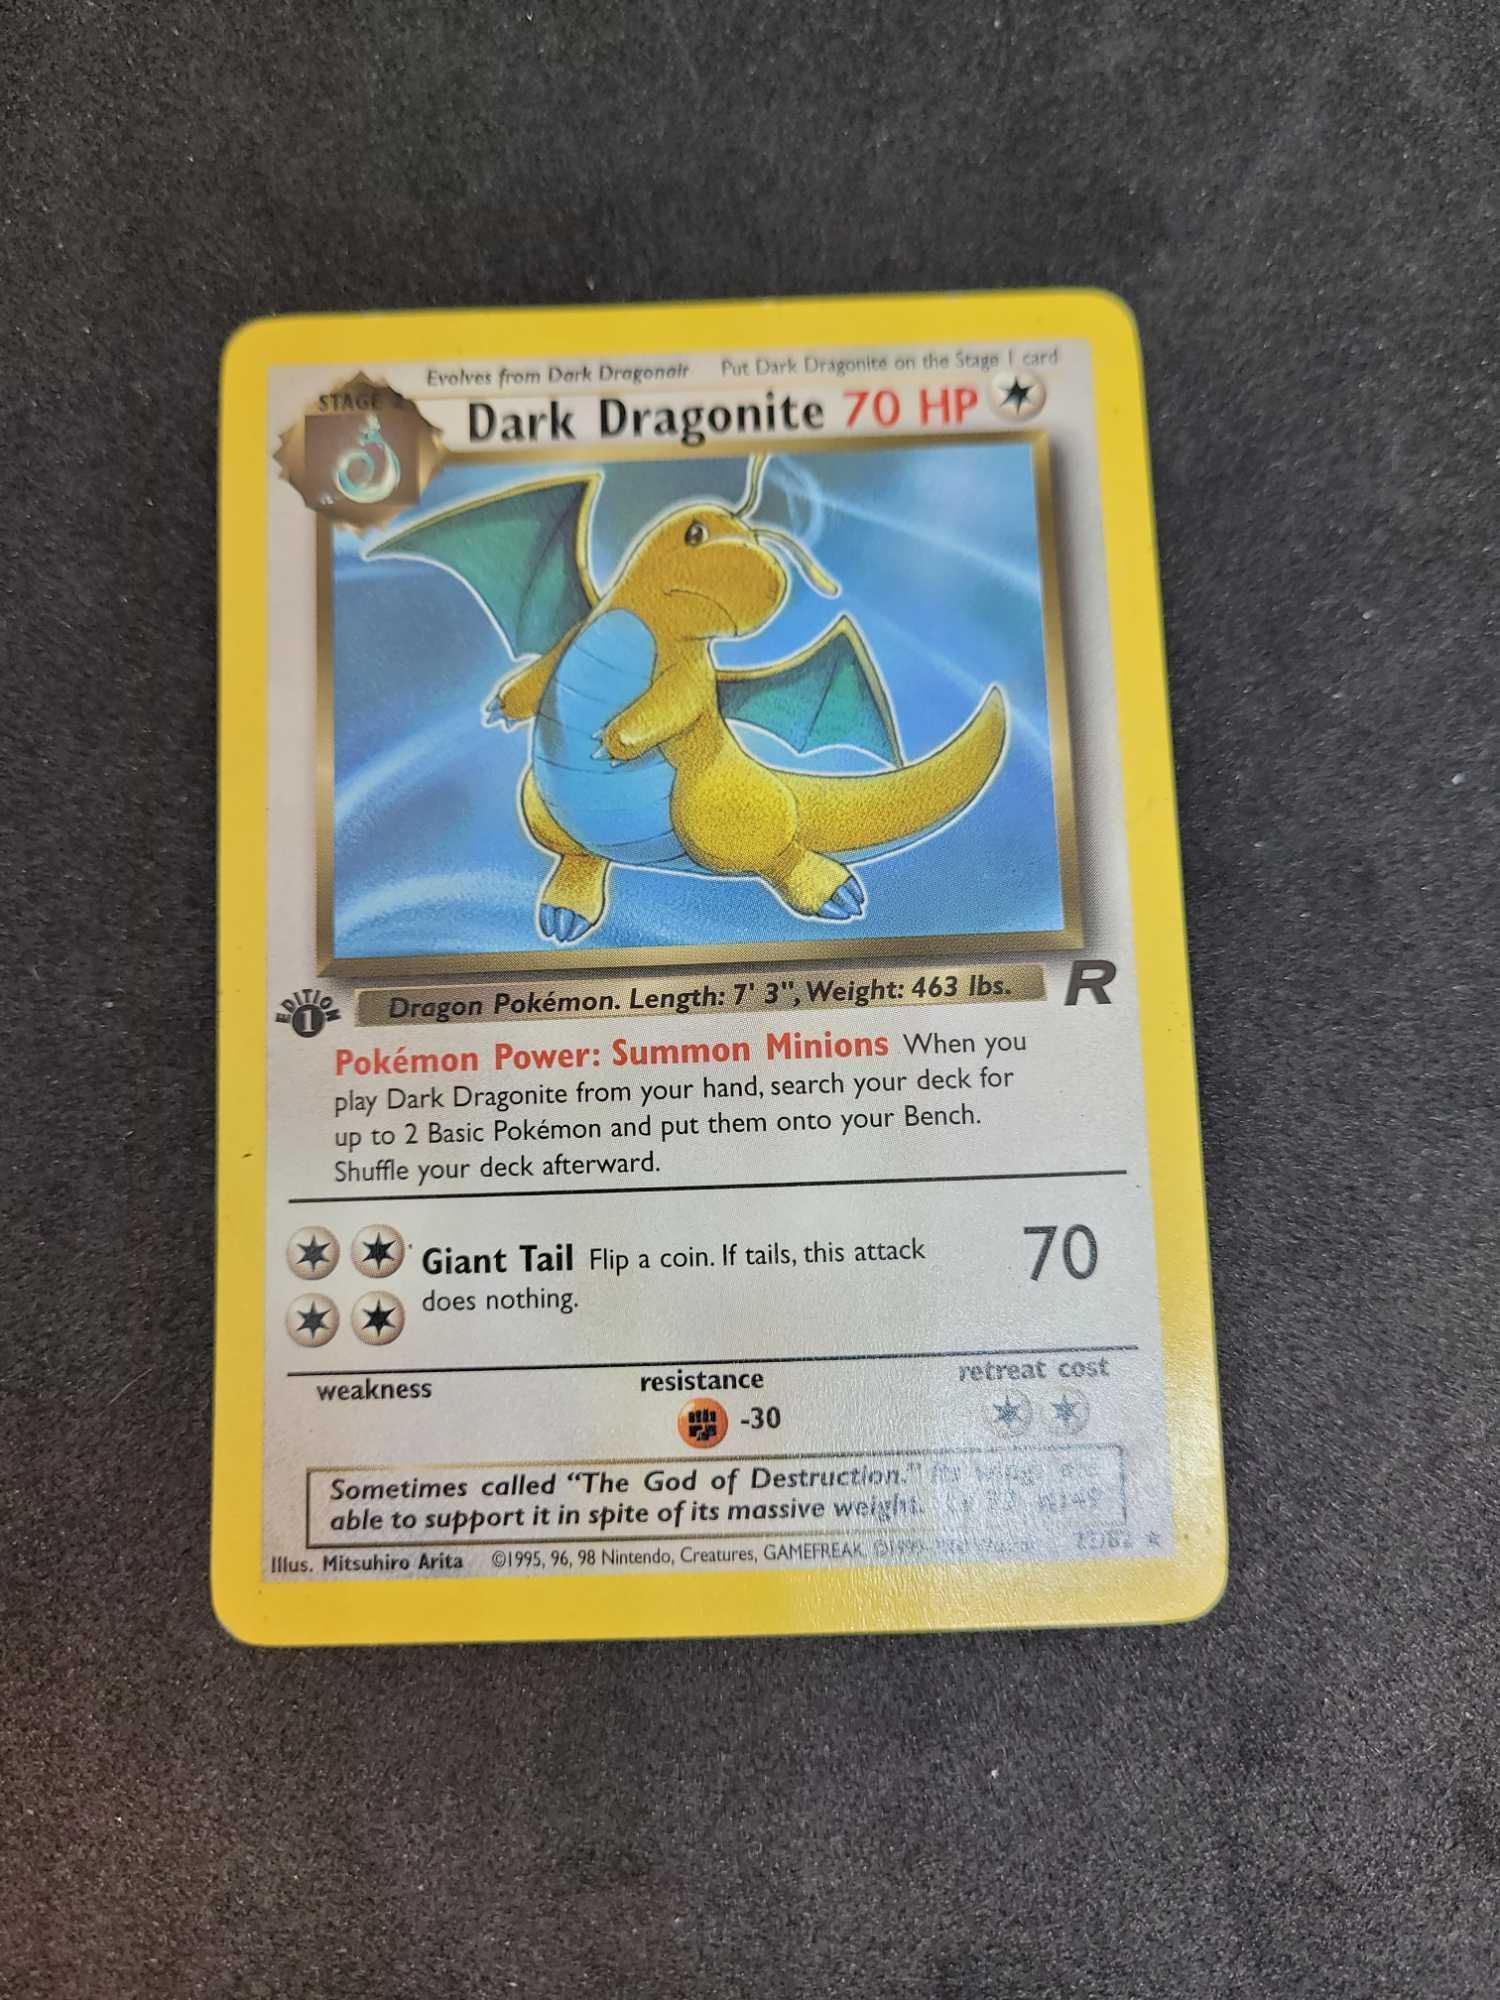 Evolves from Dark Dragonair Put Dark Dragonite on the Stage 1 card
STAGE 2
Dark Dragonite 70 HP
EDITION
1
Dragon Pokémon. Length: 7' 3", Weight: 463 lbs.
R
Pokémon Power: Summon Minions When you
play Dark Dragonite from your hand, search your deck for
up to 2 Basic Pokémon and put them onto your Bench.
Shuffle your deck afterward.
Giant Tail Flip a coin. If tails, this attack
does nothing.
70
weakness resistance retreat cost
-30
Sometimes called “The God of Destruction.” Its wings are
able to support it in spite of its massive weight.
Illus. Mitsuhiro Arita ©1995, 96, 98 Nintendo, Creatures, GAMEFREAK.